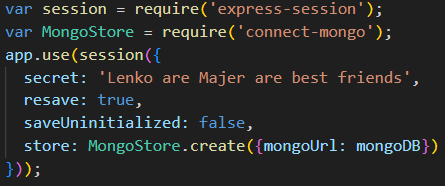 var session = require('express-session');
var MongoStore = require('connect-mongo');
app.use(session({
  secret: 'Lenko are Majer are best friends',
  resave: true,
  saveUninitialized: false,
  store: MongoStore.create({mongoUrl: mongoDB})
}));